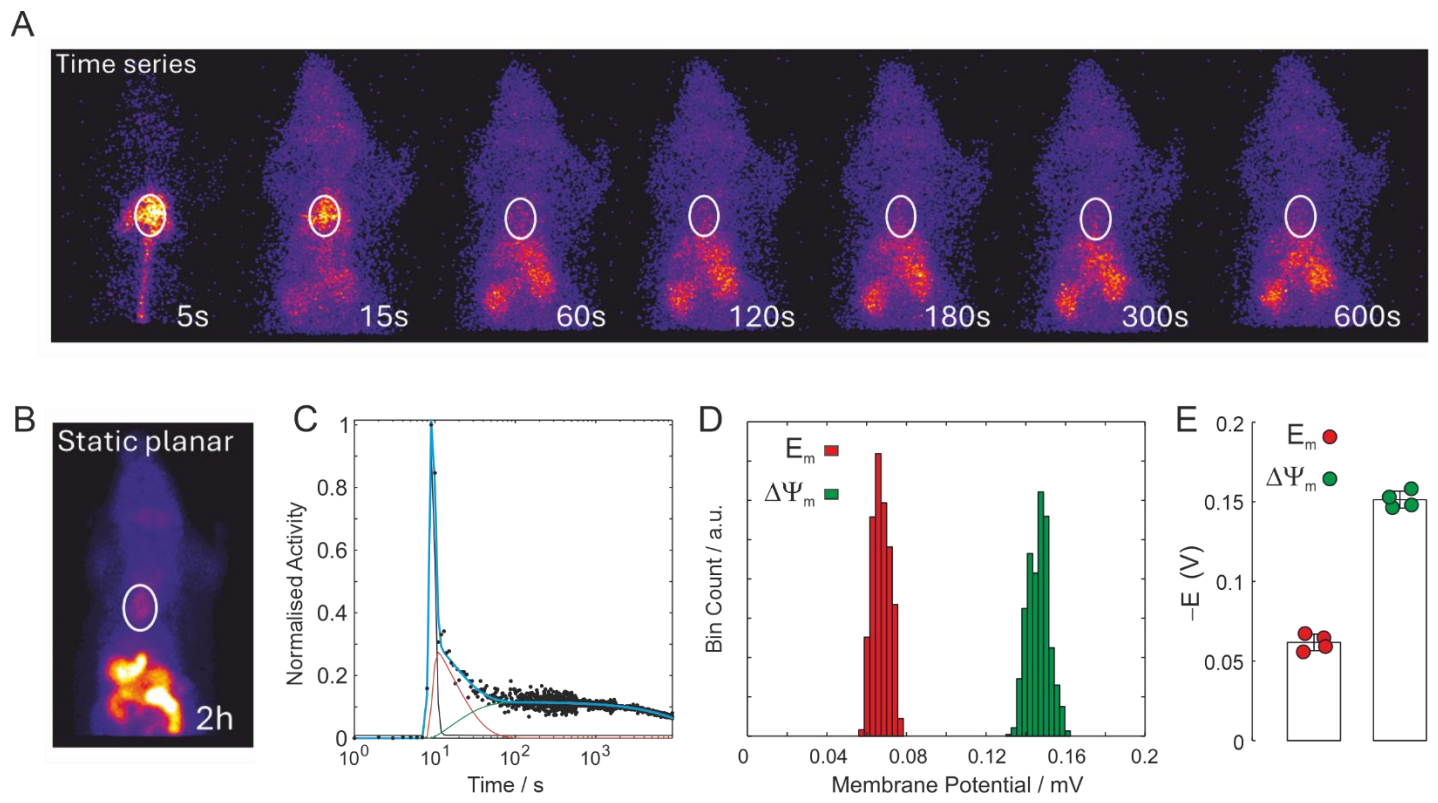 A
Time series
5s
15s
60s
120s
180s
300s
600s
B
Static planar
2h
C
Normalised Activity
1
0.8
0.6
0.4
0.2
0
10⁰
10¹
10²
10³
Time / s
D
Eₘ
ΔΨₘ
Bin Count / a.u.
0
0.04
0.08
0.12
0.16
0.2
Membrane Potential / mV
E
Eₘ
ΔΨₘ
−E (V)
0.2
0.15
0.1
0.05
0